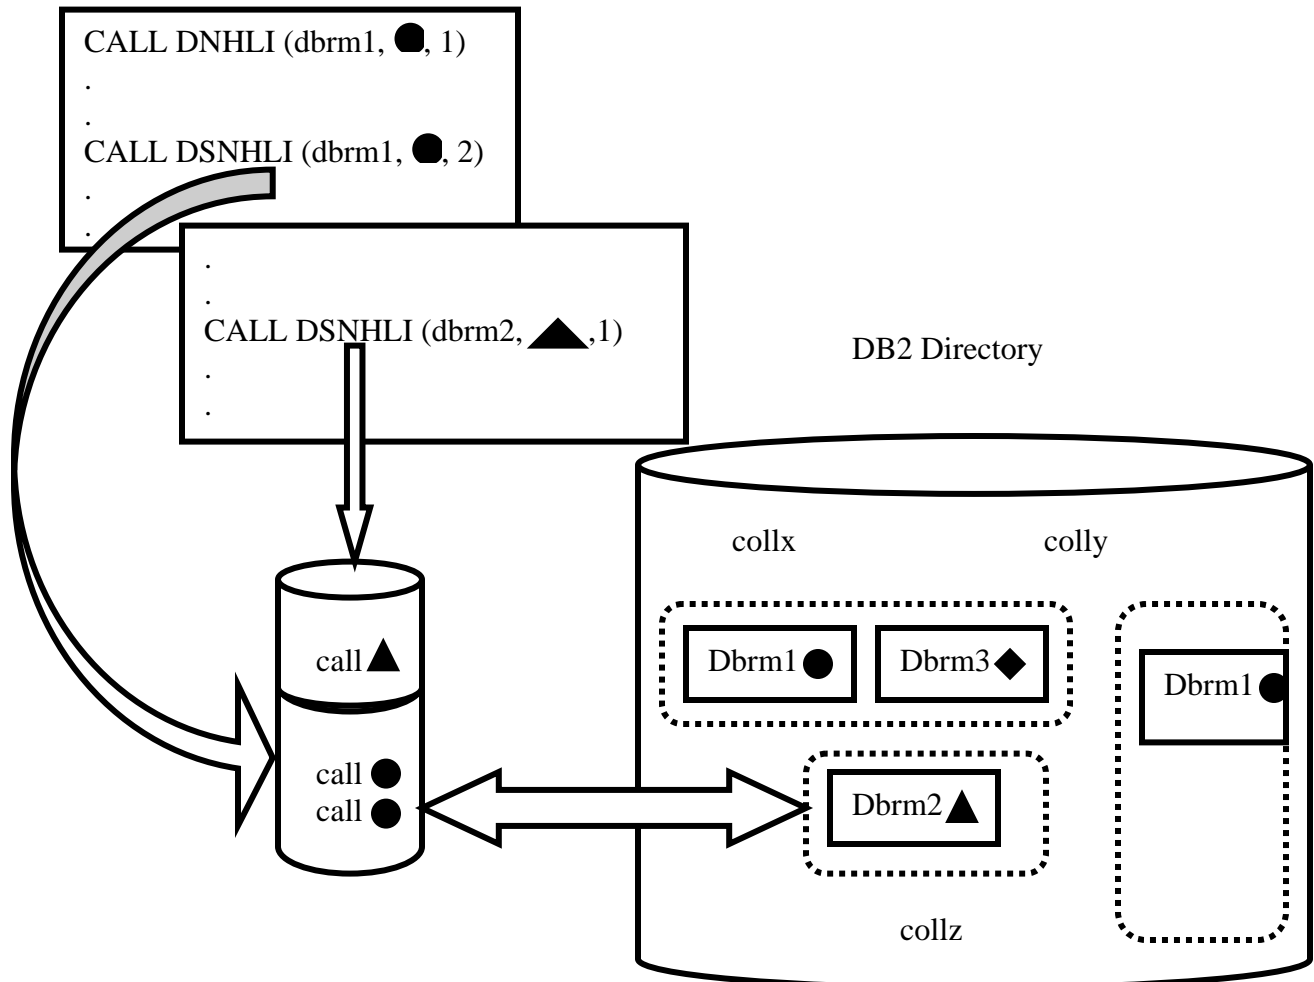 CALL DNHLI (dbrm1, ●, 1)
.
.
CALL DSNHLI (dbrm1, ●, 2)
.
.
.
.
CALL DSNHLI (dbrm2, ▲,1)
.
.
DB2 Directory
collx
colly
call ▲
Dbrm1 ●
Dbrm3 ◆
Dbrm1 ●
call ●
call ●
Dbrm2 ▲
collz